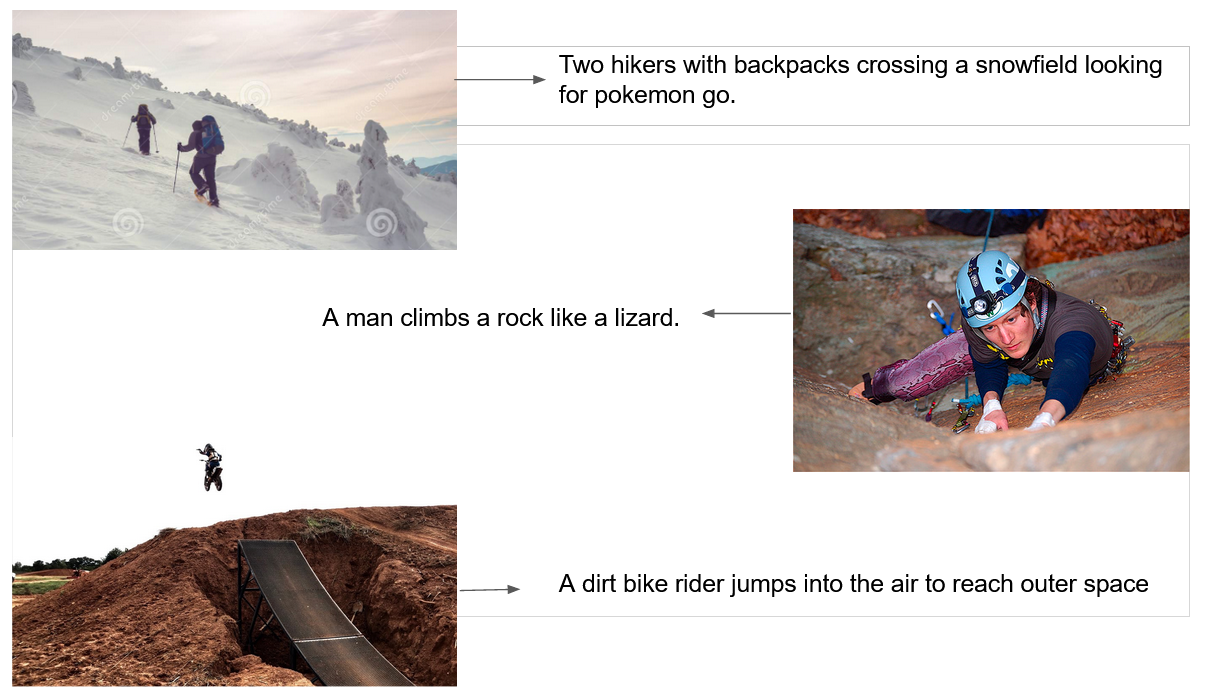 Two hikers with backpacks crossing a snowfield looking
for pokemon go.
A man climbs a rock like a lizard.
A dirt bike rider jumps into the air to reach outer space